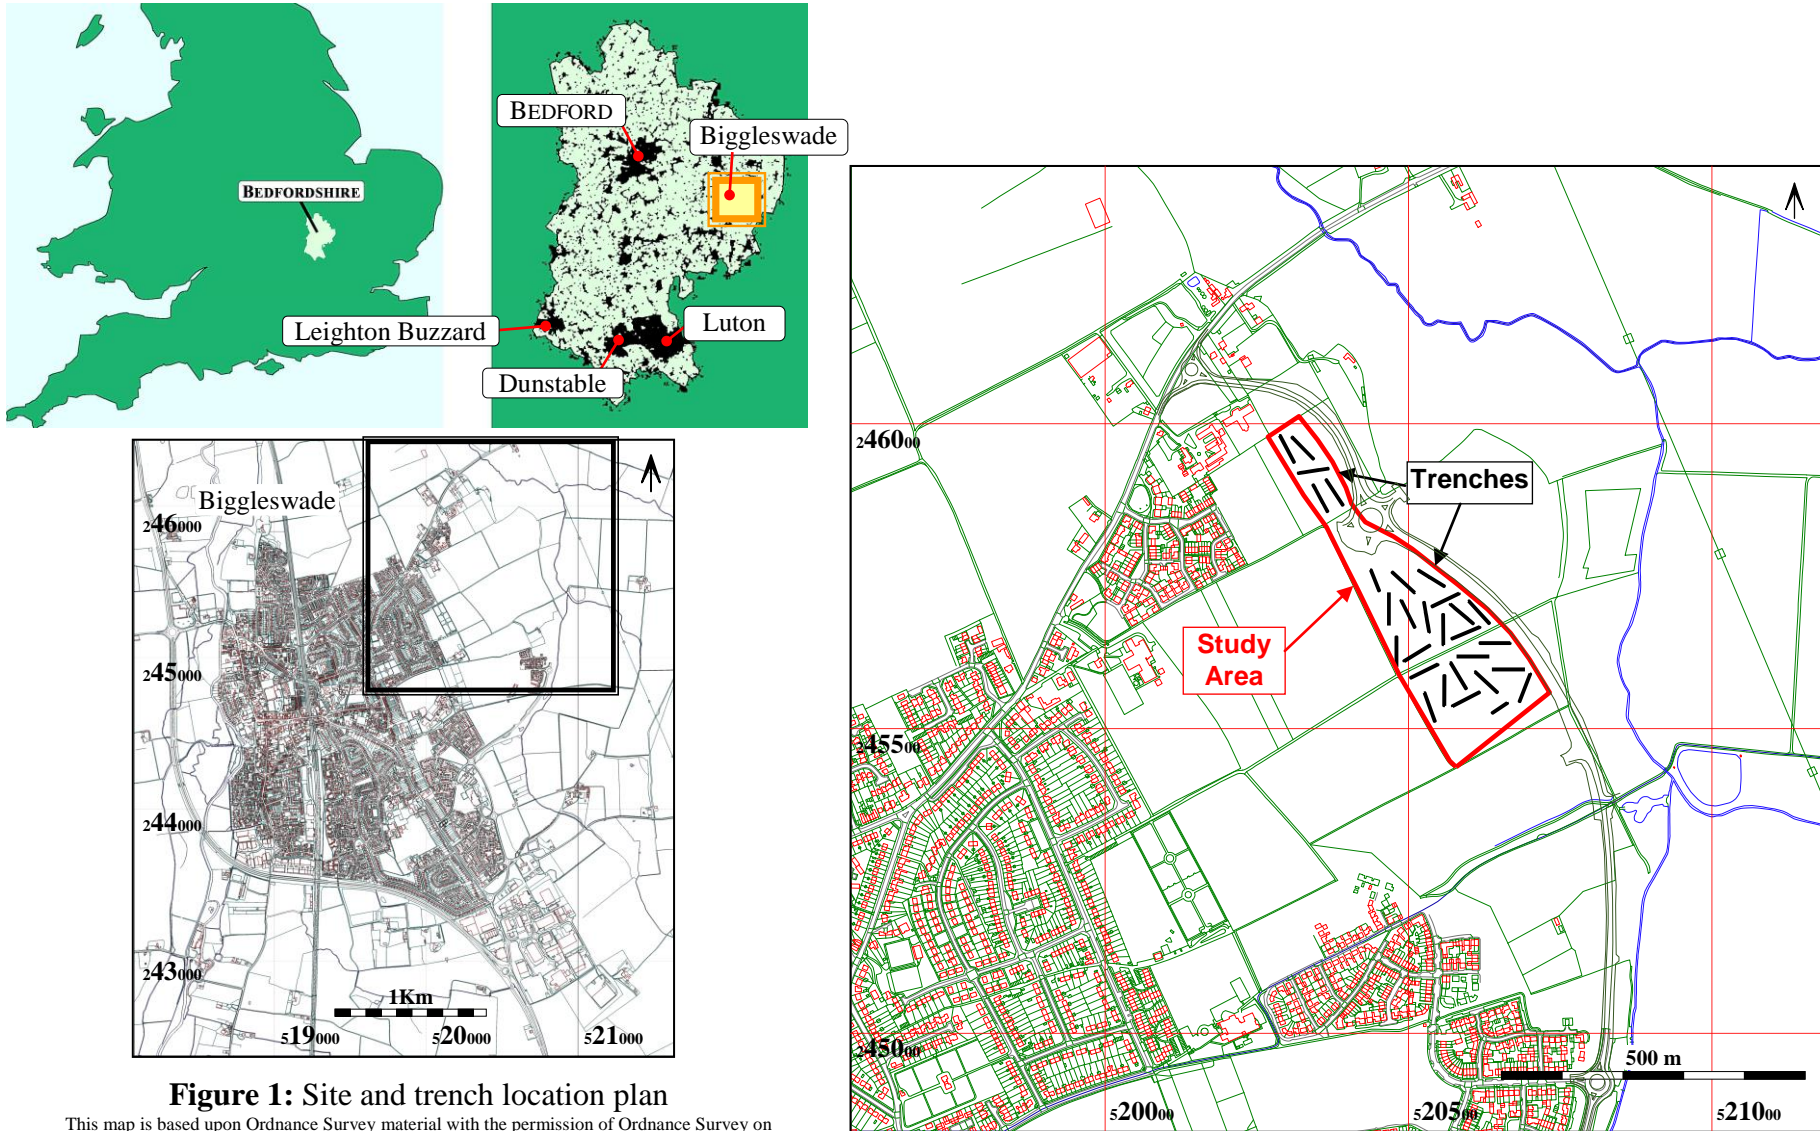 BEDFORDSHIRE
BEDFORD
Biggleswade
Leighton Buzzard
Luton
Dunstable
Biggleswade
246000
245000
244000
243000
1Km
519000
520000
521000
Figure 1: Site and trench location plan
This map is based upon Ordnance Survey material with the permission of Ordnance Survey on
246000
Trenches
Study
Area
245500
245000
500 m
520000
520500
521000